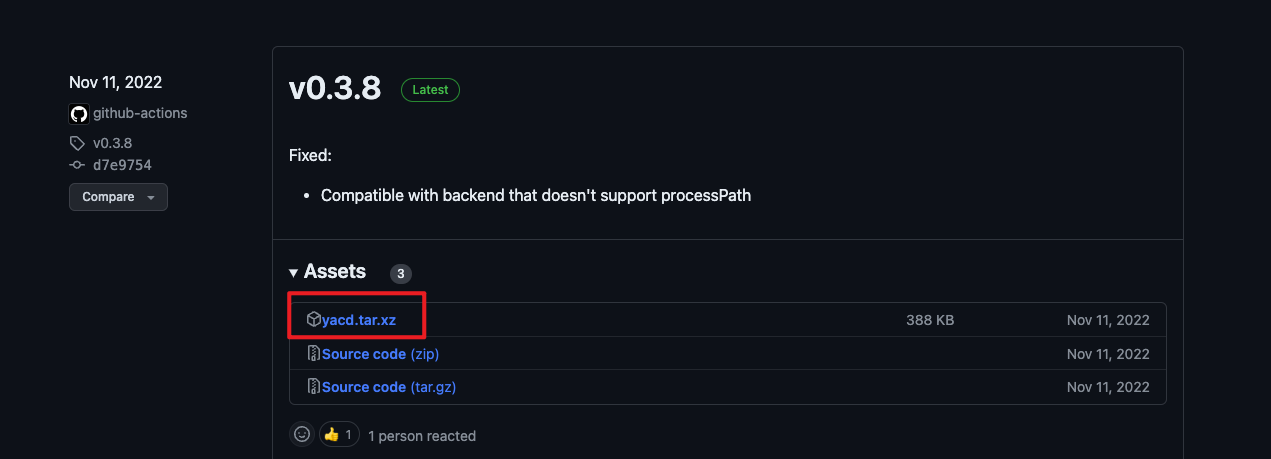 Nov 11, 2022
github-actions
v0.3.8
d7e9754
Compare
v0.3.8 Latest
Fixed:
• Compatible with backend that doesn't support processPath
Assets 3
yacd.tar.xz 388 KB Nov 11, 2022
Source code (zip) Nov 11, 2022
Source code (tar.gz) Nov 11, 2022
👍 1 1 person reacted